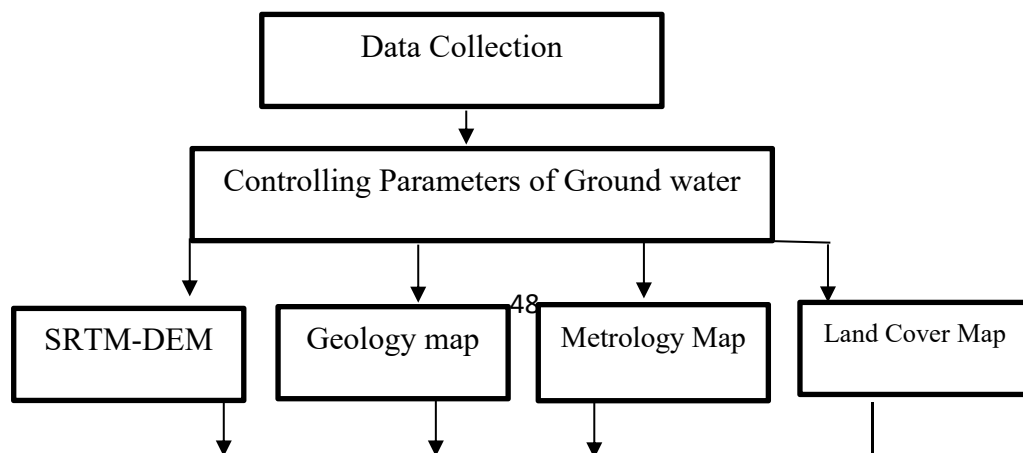 Data Collection
Controlling Parameters of Ground water
48
SRTM-DEM
Geology map
Metrology Map
Land Cover Map